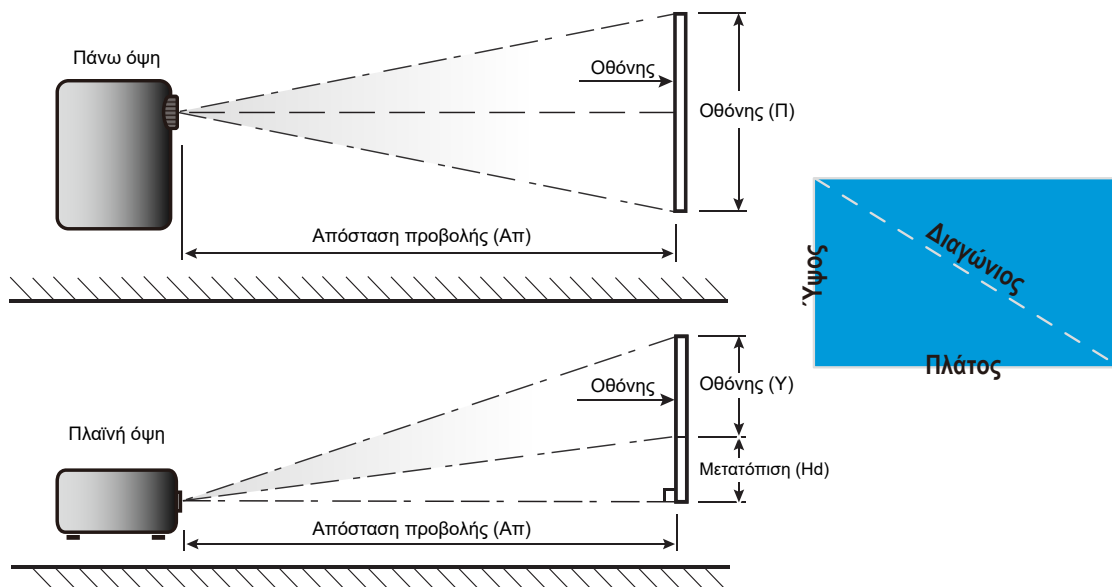 Πάνω όψη
Οθόνης
Οθόνης (Π)
Απόσταση προβολής (Απ)
Διαγώνιος
Ύψος
Πλάτος
Οθόνης
Οθόνης (Υ)
Πλαϊνή όψη
Μετατόπιση (Hd)
Απόσταση προβολής (Απ)